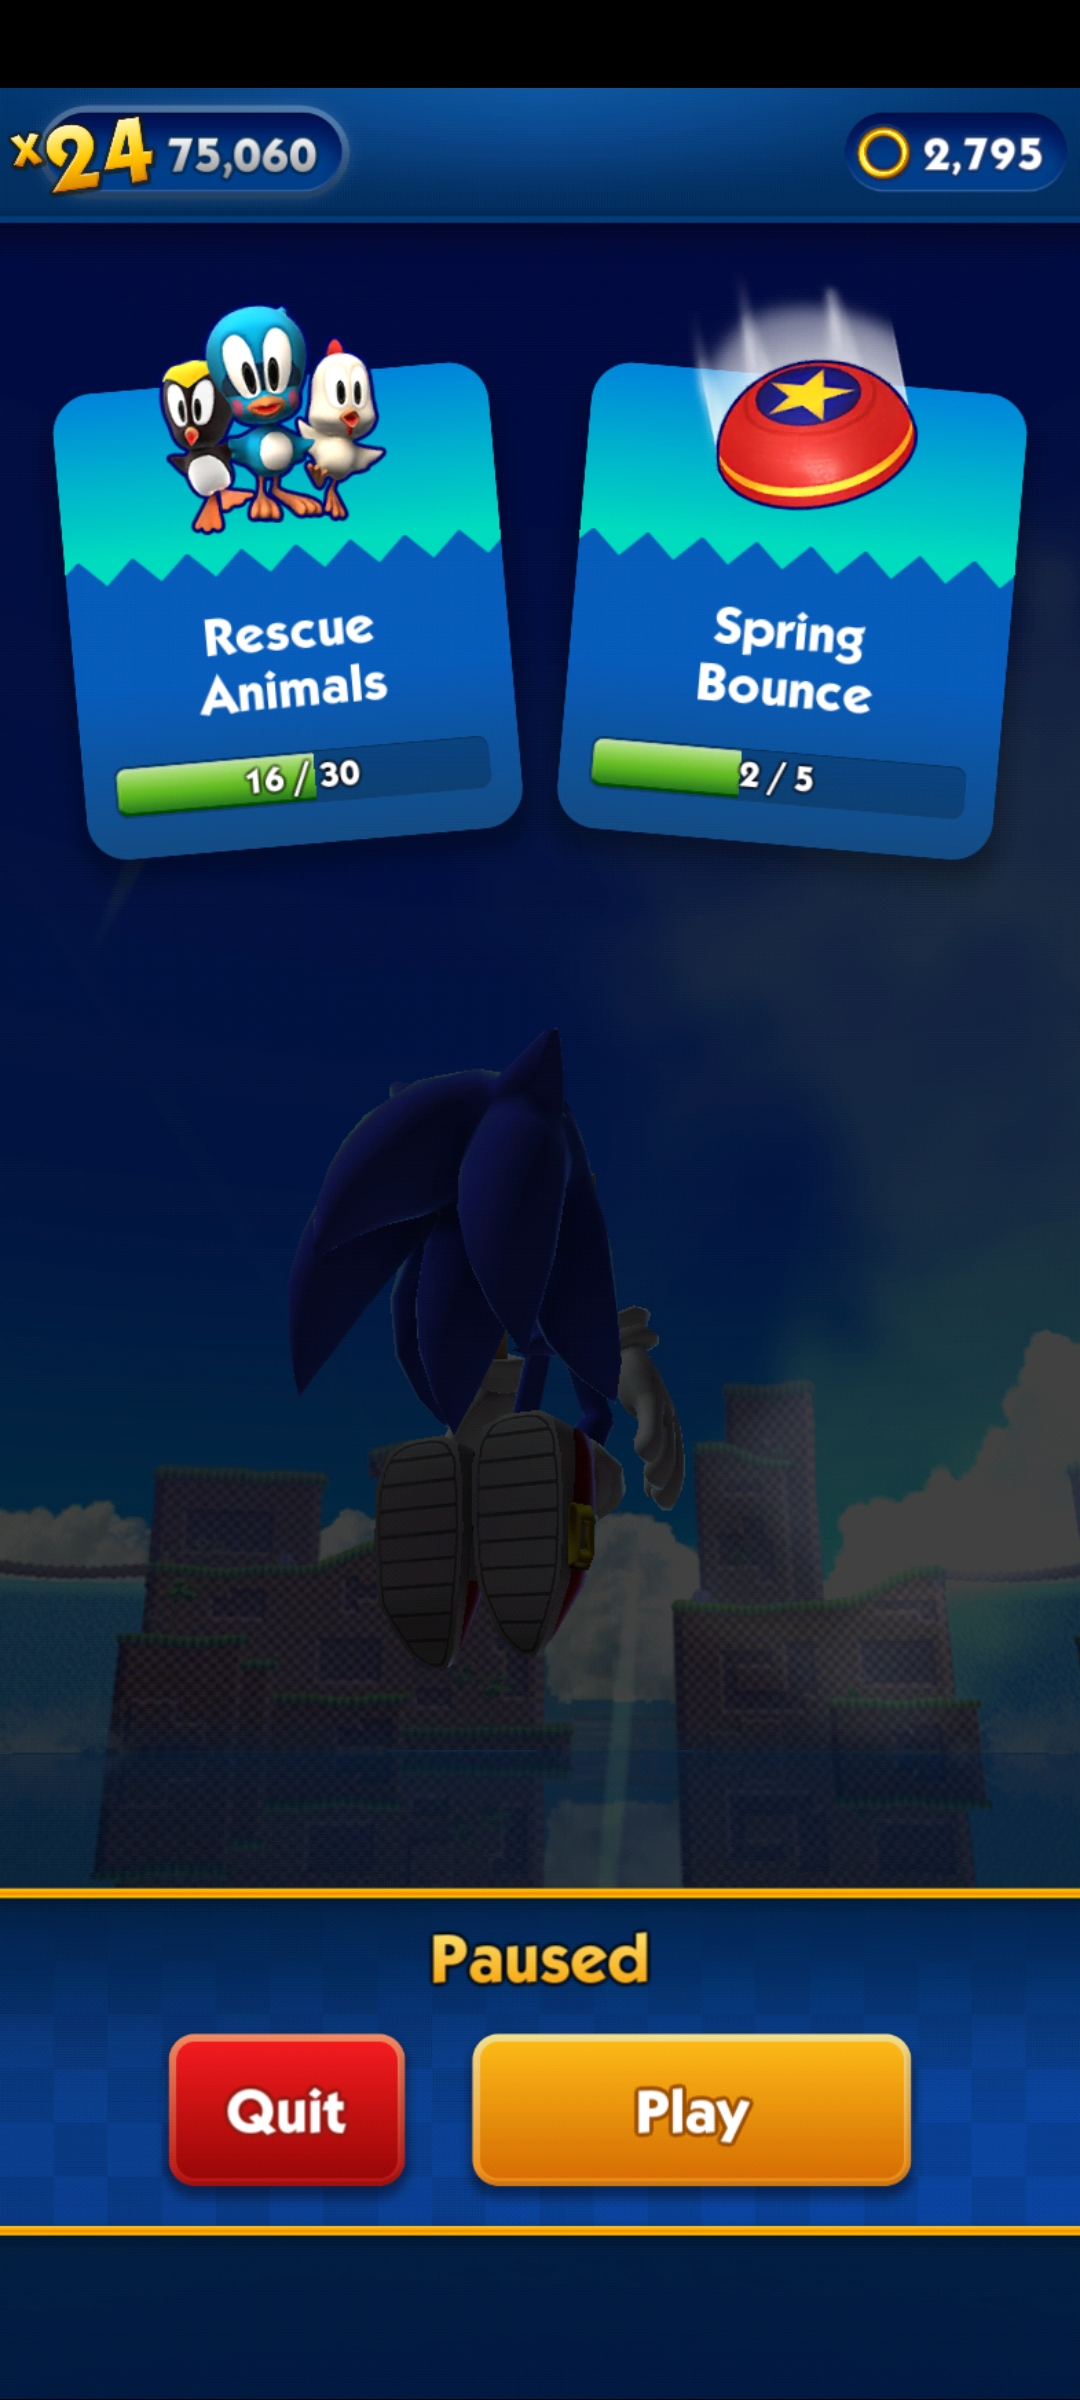 x24 75,060
2,795
Rescue
Animals
16 / 30
Spring
Bounce
2 / 5
Paused
Quit
Play